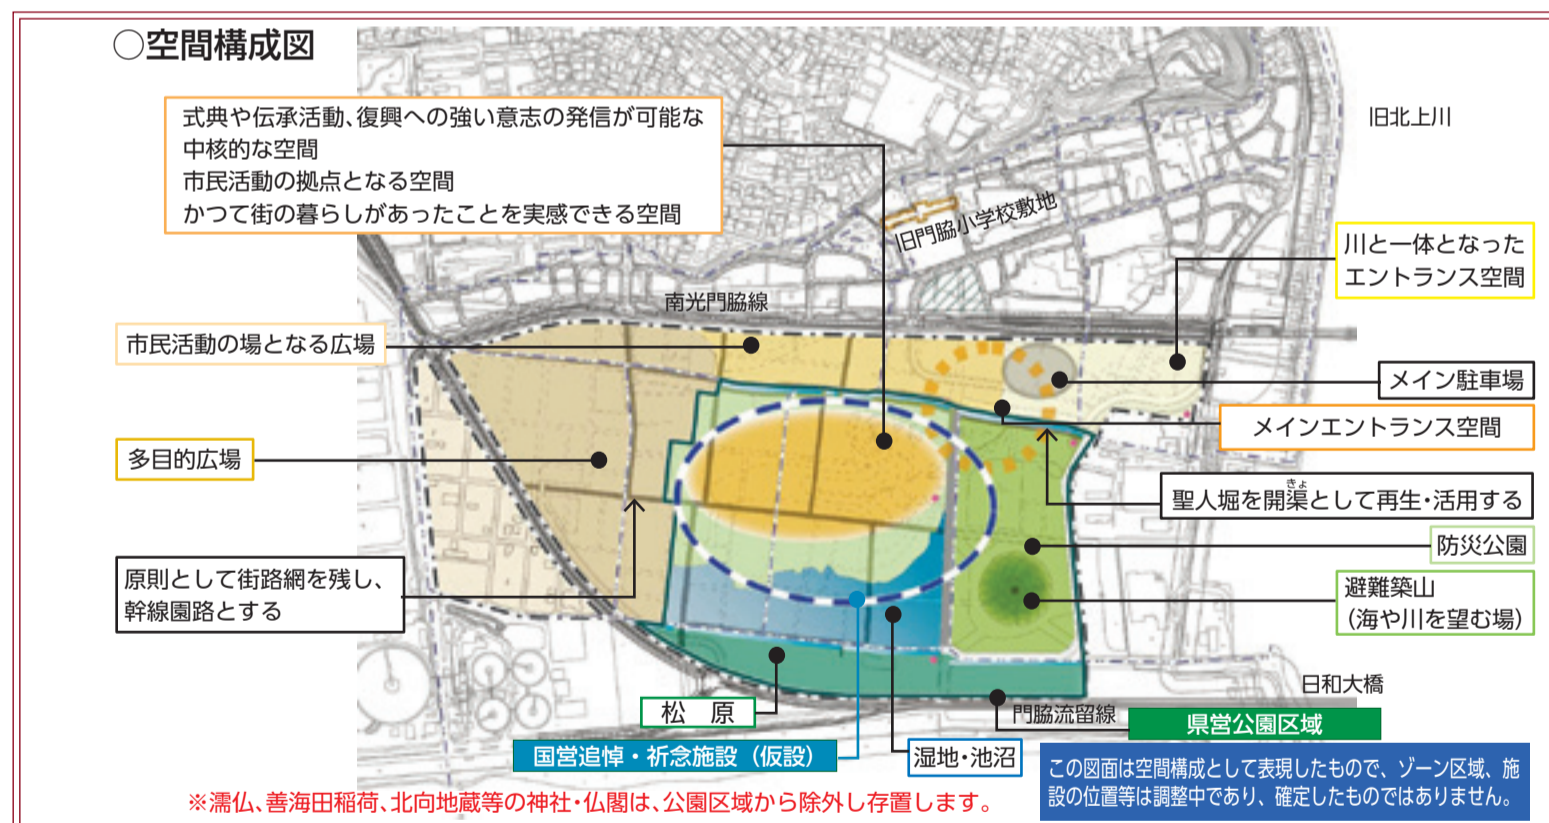 ○空間構成図
式典や伝承活動、復興への強い意志の発信が可能な
中核的な空間
市民活動の拠点となる空間
かつて街の暮らしがあったことを実感できる空間
旧北上川
旧門脇小学校敷地
川と一体となった
エントランス空間
南光門脇線
市民活動の場となる広場
メイン駐車場
メインエントランス空間
多目的広場
きょ
聖人堀を開渠として再生・活用する
防災公園
原則として街路網を残し、
幹線園路とする
避難築山
（海や川を望む場）
日和大橋
松　原
門脇流留線
県営公園区域
国営追悼・祈念施設（仮設）
湿地・池沼
この図面は空間構成として表現したもので、ゾーン区域、施
設の位置等は調整中であり、確定したものではありません。
※濡仏、善海田稲荷、北向地蔵等の神社・仏閣は、公園区域から除外し存置します。